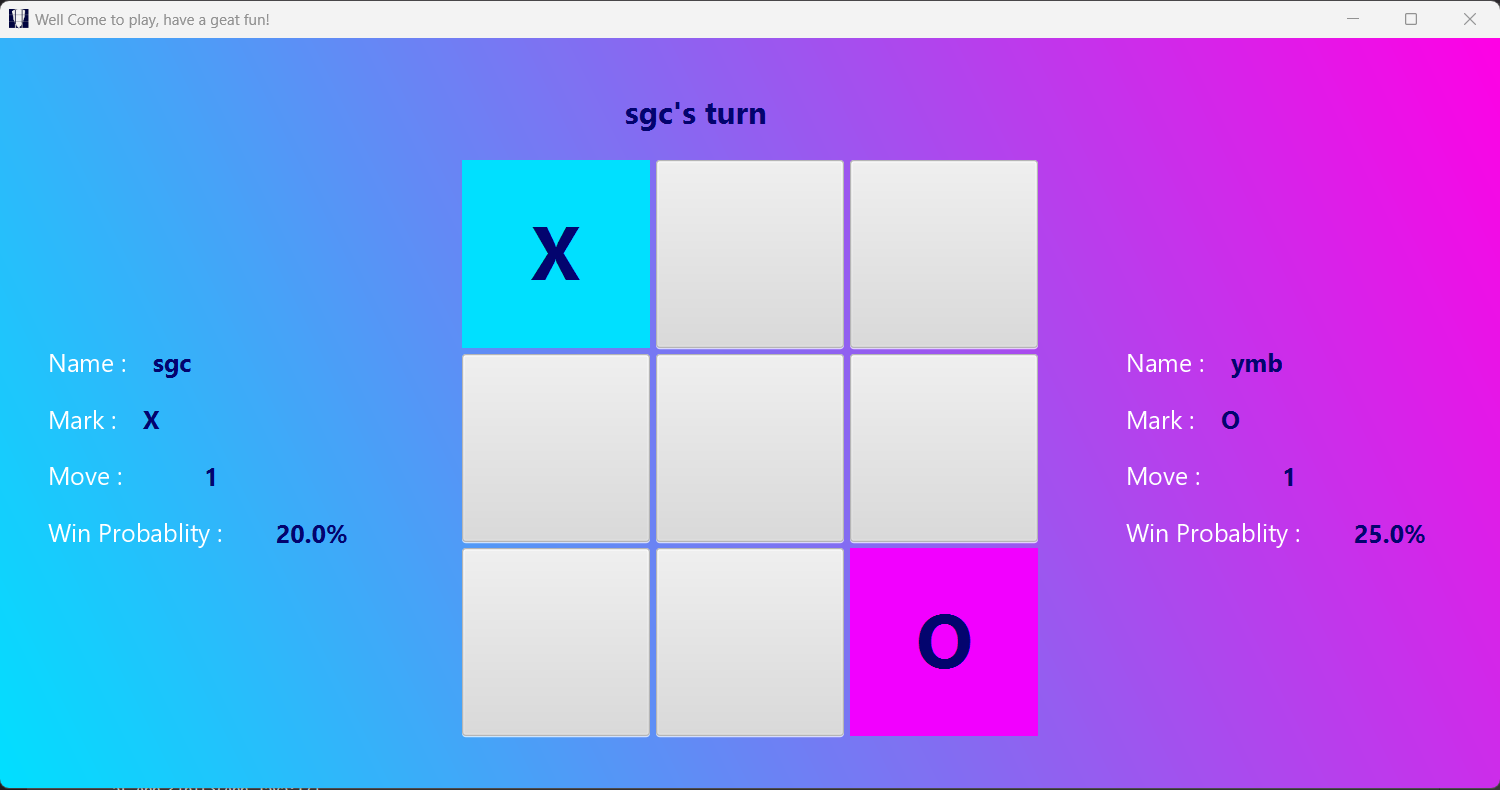 Well Come to play, have a geat fun!
sgc's turn
X
Name : sgc
Mark : X
Move : 1
Win Probablity : 20.0%
Name : ymb
Mark : O
Move : 1
Win Probablity : 25.0%
O